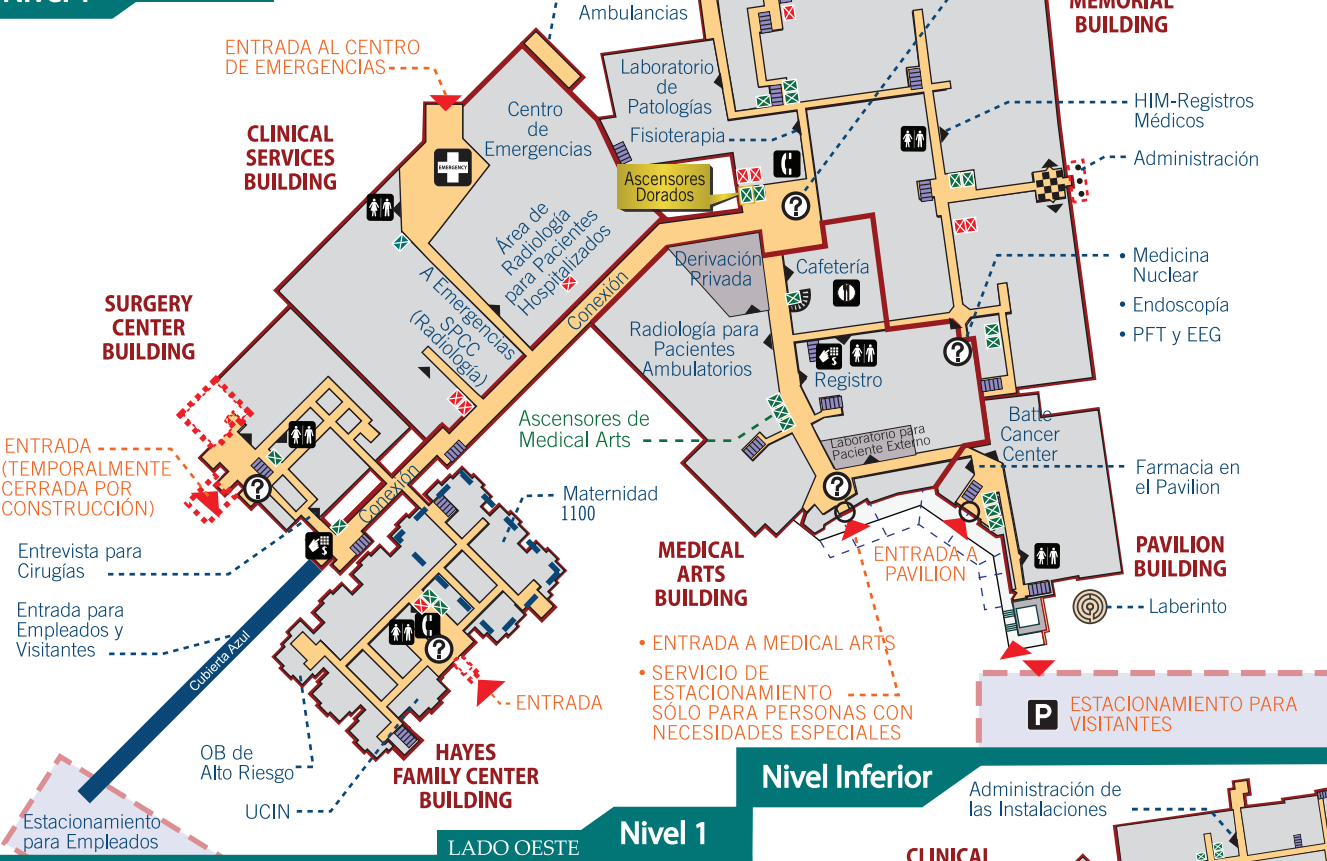 Ambulancias
MEMORIAL
BUILDING
ENTRADA AL CENTRO
DE EMERGENCIAS
Laboratorio
de
Patologías
Fisioterapia
Centro
de
Emergencias
EMERGENCY
HIM-Registros
Médicos
Administración
CLINICAL
SERVICES
BUILDING
Ascensores
Dorados
?
Área de
Radiología
para Pacientes
Hospitalizados
Derivación
Privada
Cafetería
• Medicina
Nuclear
• Endoscopía
• PFT y EEG
A Emergencias
SPCC
(Radiología)
Conexión
SURGERY
CENTER
BUILDING
Radiología para
Pacientes
Ambulatorios
?
Registro
Ascensores de
Medical Arts
Laboratorio para
Paciente Externo
Batte
Cancer
Center
ENTRADA
(TEMPORALMENTE
CERRADA POR
CONSTRUCCIÓN)
?
Conexión
Maternidad
1100
?
Farmacia en
el Pavilion
Entrevista para
Cirugías
MEDICAL
ARTS
BUILDING
ENTRADA A
PAVILION
PAVILION
BUILDING
Laberinto
Entrada para
Empleados y
Visitantes
Cubierta Azul
?
• ENTRADA A MEDICAL ARTS
• SERVICIO DE
ESTACIONAMIENTO
SÓLO PARA PERSONAS CON
NECESIDADES ESPECIALES
ENTRADA
P
ESTACIONAMIENTO PARA
VISITANTES
OB de
Alto Riesgo
UCIN
HAYES
FAMILY CENTER
BUILDING
Nivel Inferior
Administración de
las Instalaciones
Estacionamiento
para Empleados
LADO OESTE
Nivel 1
CLINICAL